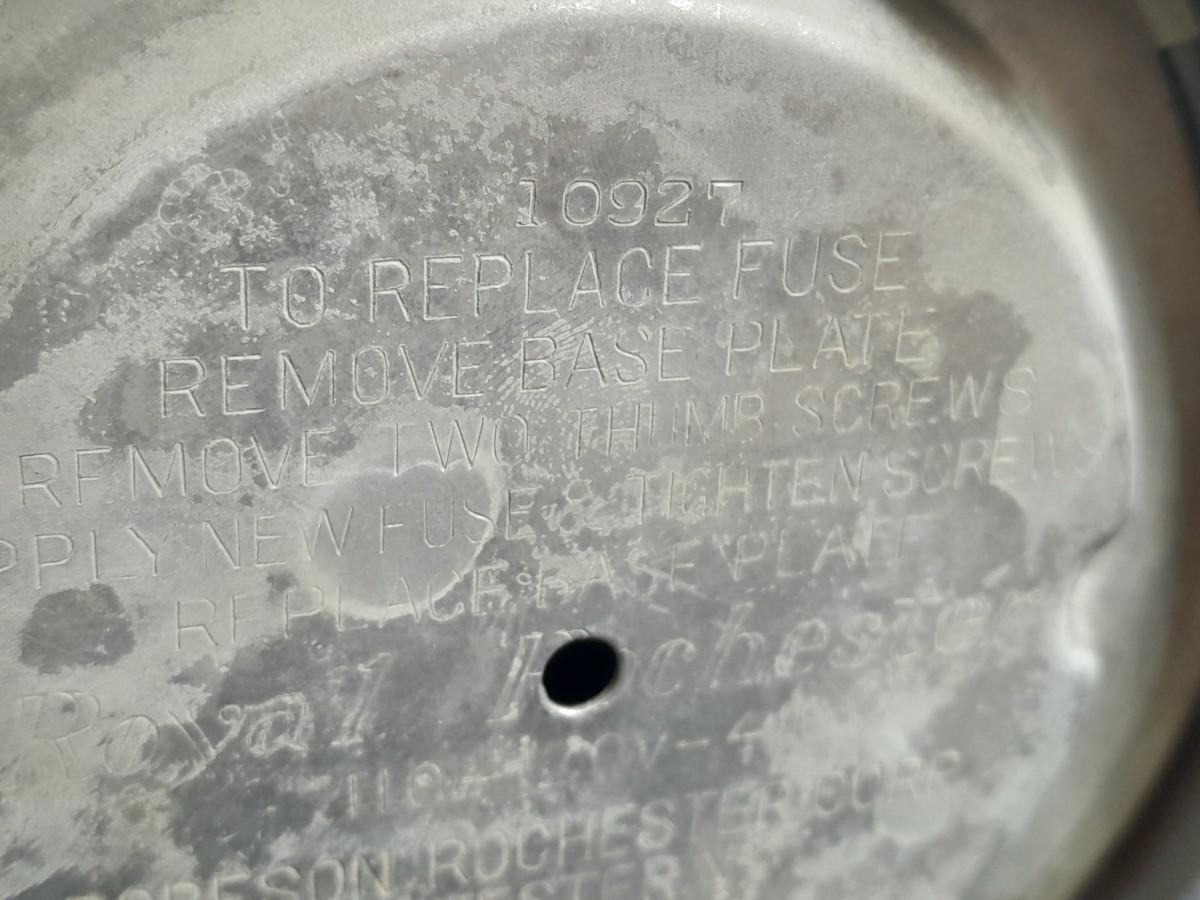 10927
TO REPLACE FUSE
REMOVE BASE PLATE
REMOVE TWO THUMB SCREWS
PPLY NEW FUSE & TIGHTEN SCREWS
REPLACE BASE PLATE
Royal Rochester
ROCHESTER CORP